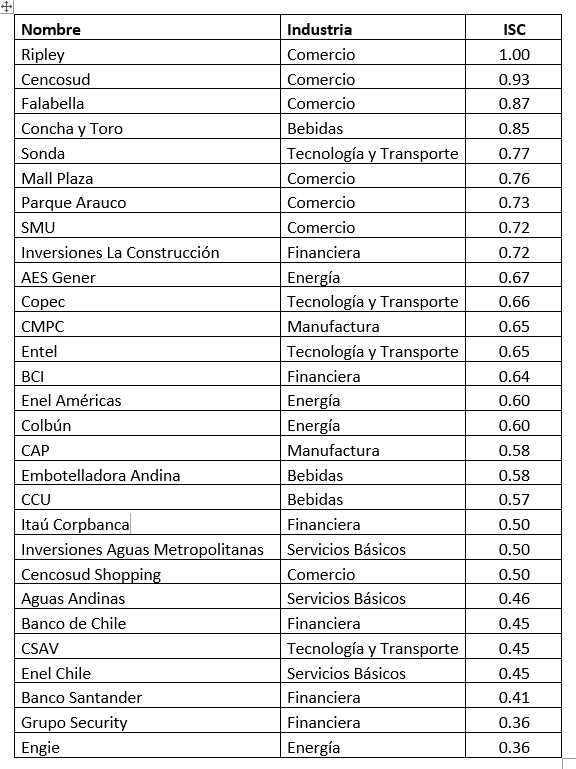 Nombre Industria ISC
Ripley Comercio 1.00
Cencosud Comercio 0.93
Falabella Comercio 0.87
Concha y Toro Bebidas 0.85
Sonda Tecnología y Transporte 0.77
Mall Plaza Comercio 0.76
Parque Arauco Comercio 0.73
SMU Comercio 0.72
Inversiones La Construcción Financiera 0.72
AES Gener Energía 0.67
Copec Tecnología y Transporte 0.66
CMPC Manufactura 0.65
Entel Tecnología y Transporte 0.65
BCI Financiera 0.64
Enel Américas Energía 0.60
Colbún Energía 0.60
CAP Manufactura 0.58
Embotelladora Andina Bebidas 0.58
CCU Bebidas 0.57
Itaú Corpbanca Financiera 0.50
Inversiones Aguas Metropolitanas Servicios Básicos 0.50
Cencosud Shopping Comercio 0.50
Aguas Andinas Servicios Básicos 0.46
Banco de Chile Financiera 0.45
CSAV Tecnología y Transporte 0.45
Enel Chile Servicios Básicos 0.45
Banco Santander Financiera 0.41
Grupo Security Financiera 0.36
Engie Energía 0.36